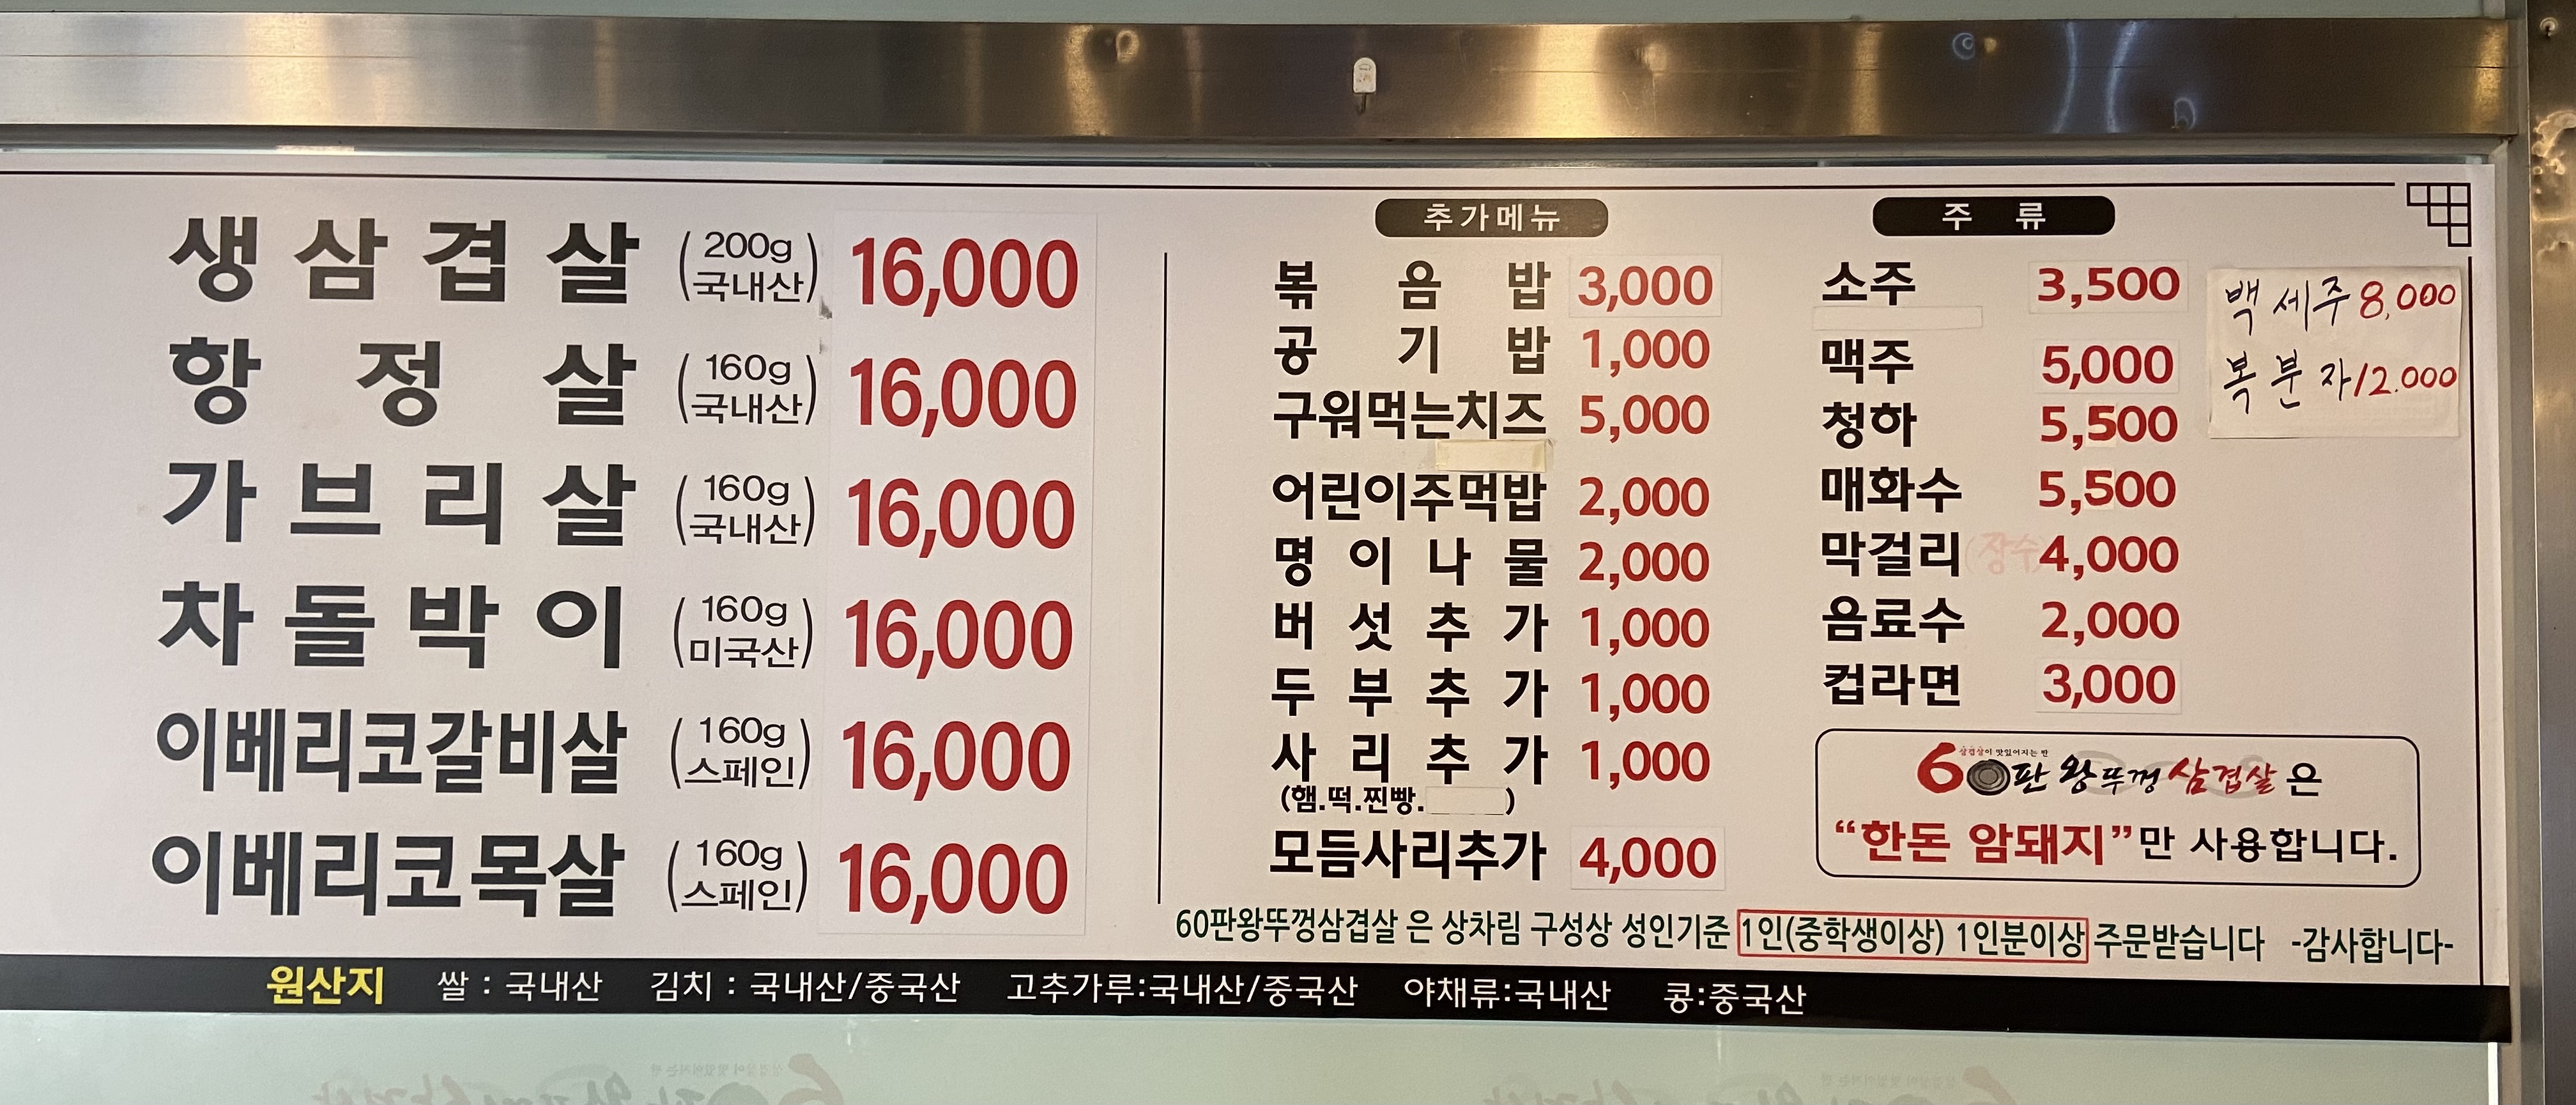 생삼겹살 (200g 국내산) 16,000
항정살 (160g 국내산) 16,000
가브리살 (160g 국내산) 16,000
차돌박이 (160g 미국산) 16,000
이베리코갈비살 (160g 스페인) 16,000
이베리코목살 (160g 스페인) 16,000
추가메뉴
볶음밥 3,000
공기밥 1,000
구워먹는치즈 5,000
어린이주먹밥 2,000
명이나물 2,000
버섯추가 1,000
두부추가 1,000
사리추가 1,000
(햄.떡.찐빵. )
모듬사리추가 4,000
주류
소주 3,500
맥주 5,000
청하 5,500
매화수 5,500
막걸리(장수) 4,000
음료수 2,000
컵라면 3,000
백세주 8,000
복분자 12.000
삼겹살이 맛있어지는 판
60판 왕뚜껑 삼겹살은
“한돈 암돼지”만 사용합니다.
60판왕뚜껑삼겹살 은 상차림 구성상 성인기준 1인(중학생이상) 1인분이상 주문받습니다 -감사합니다-
원산지 쌀 : 국내산 김치 : 국내산/중국산 고추가루:국내산/중국산 야채류:국내산 콩:중국산